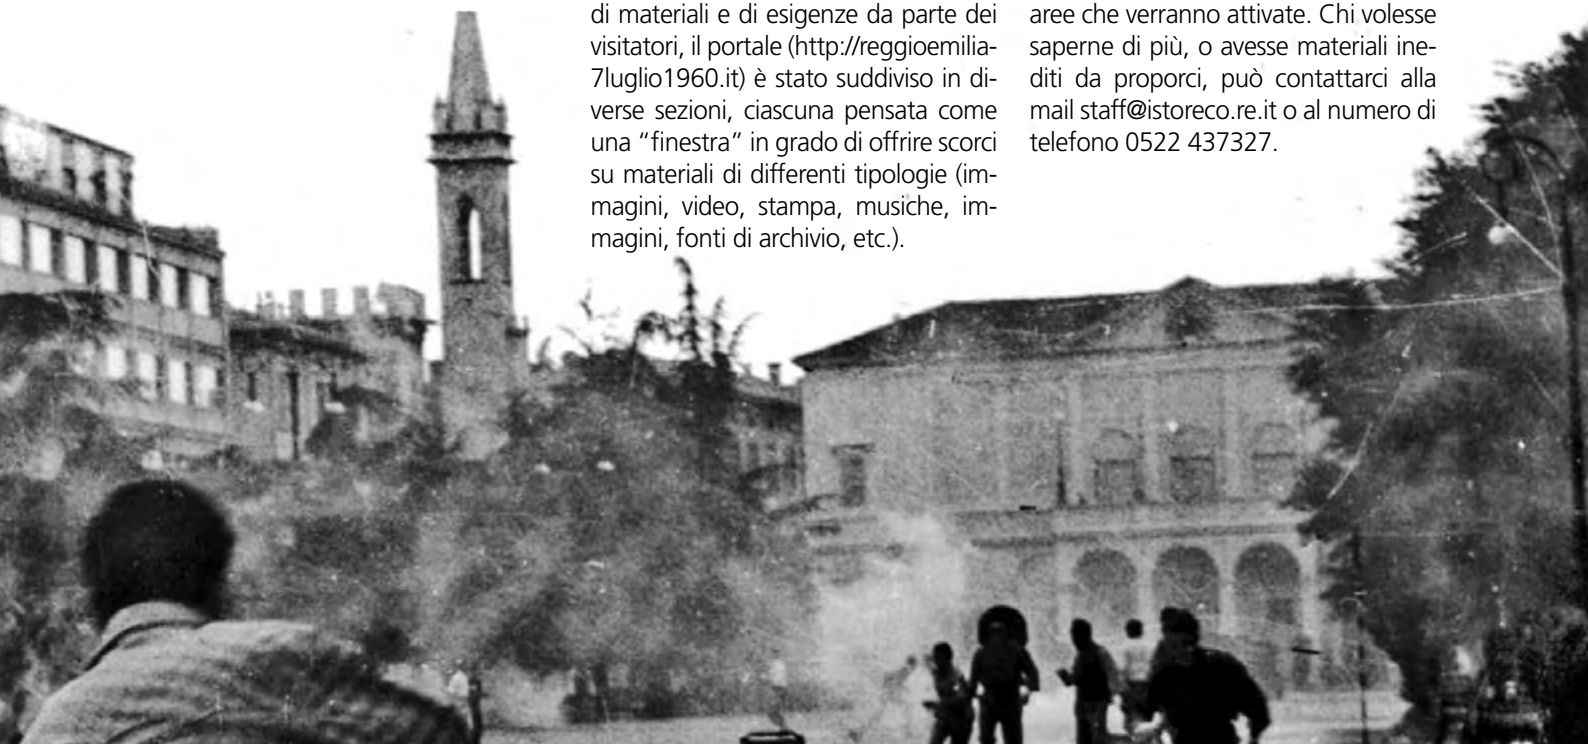 di materiali e di esigenze da parte dei
visitatori, il portale (http://reggioemilia-
7luglio1960.it) è stato suddiviso in di-
verse sezioni, ciascuna pensata come
una “finestra” in grado di offrire scorci
su materiali di differenti tipologie (im-
magini, video, stampa, musiche, im-
magini, fonti di archivio, etc.).
aree che verranno attivate. Chi volesse
saperne di più, o avesse materiali ine-
diti da proporci, può contattarci alla
mail staff@istoreco.re.it o al numero di
telefono 0522 437327.